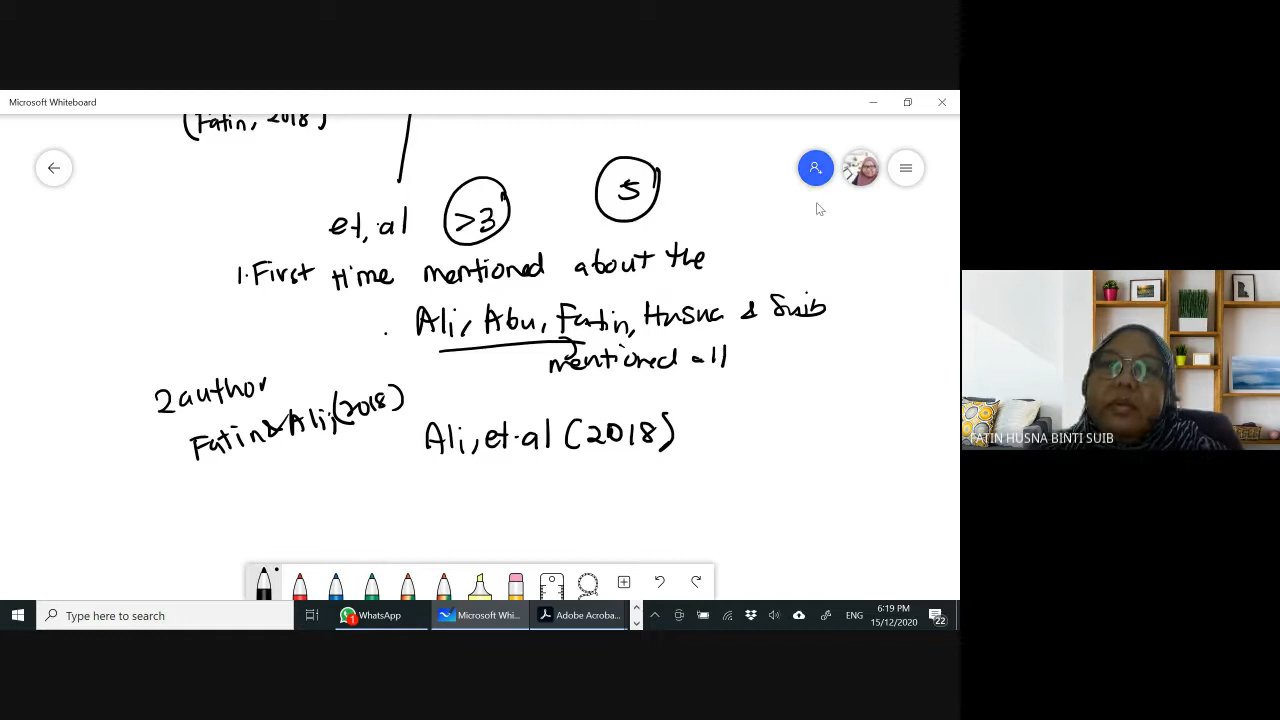 Microsoft Whiteboard
(Fatin, 2018)
et, al >3 5
1. First time mentioned about the
Ali, Abu, Fatin, Husna & Suib
mentioned all
2 author
Fatin & Ali, (2018)
Ali, et.al (2018)
FATIN HUSNA BINTI SUIB
Type here to search
1
WhatsApp
Microsoft Whi...
Adobe Acroba...
ENG
6:19 PM
15/12/2020
22